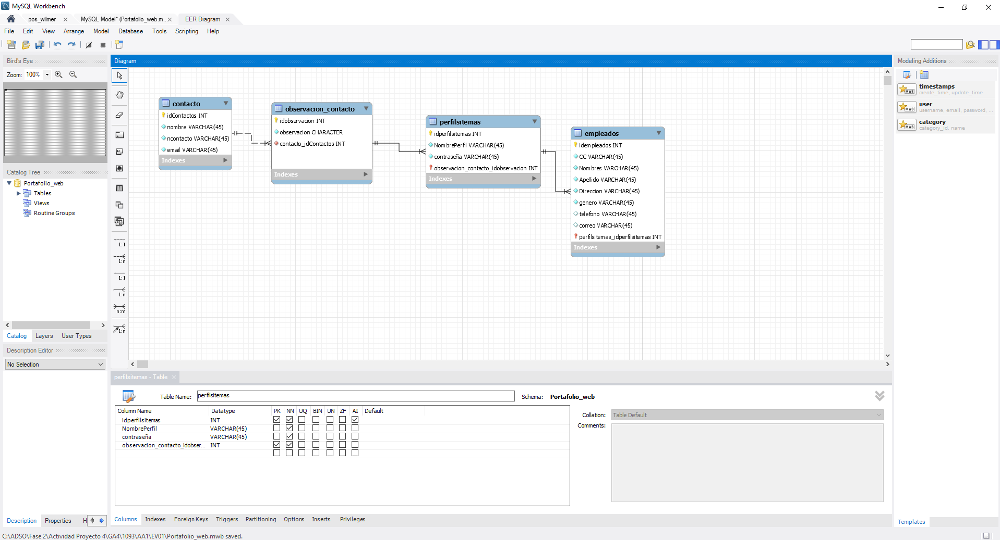 MySQL Workbench
pos_wilmer
MySQL Model* (Portafolio_web.m...
EER Diagram
File Edit View Arrange Model Database Tools Scripting Help
Bird's Eye
Zoom: 100%
Catalog Tree
Portafolio_web
Tables
Views
Routine Groups
Catalog Layers User Types
Description Editor
No Selection
Description Properties H
Diagram
1:1
1:n
1:1
1:n
n:m
1:n
contacto
idContactos INT
nombre VARCHAR(45)
ncontacto VARCHAR(45)
email VARCHAR(45)
Indexes
observacion_contacto
idobservacion INT
observacion CHARACTER
contacto_idContactos INT
Indexes
perfilsitemas
idperfilsitemas INT
NombrePerfil VARCHAR(45)
contraseña VARCHAR(45)
observacion_contacto_idobservacion INT
Indexes
empleados
idempleados INT
CC VARCHAR(45)
Nombres VARCHAR(45)
Apellido VARCHAR(45)
Direccion VARCHAR(45)
genero VARCHAR(45)
telefono VARCHAR(45)
correo VARCHAR(45)
perfilsitemas_idperfilsitemas INT
Indexes
Modeling Additions
MWB
timestamps
create_time, update_time
MWB
user
username, email, password, ...
MWB
category
category_id, name
Templates
perfilsitemas - Table
Table Name: perfilsitemas
Schema: Portafolio_web
Column Name Datatype PK NN UQ BIN UN ZF AI Default
idperfilsitemas INT
NombrePerfil VARCHAR(45)
contraseña VARCHAR(45)
observacion_contacto_idobser... INT
Collation: Table Default
Comments:
Columns Indexes Foreign Keys Triggers Partitioning Options Inserts Privileges
C:\ADSO\Fase 2\Actividad Proyecto 4\GA4\1093\AA1\EV01\Portafolio_web.mwb saved.